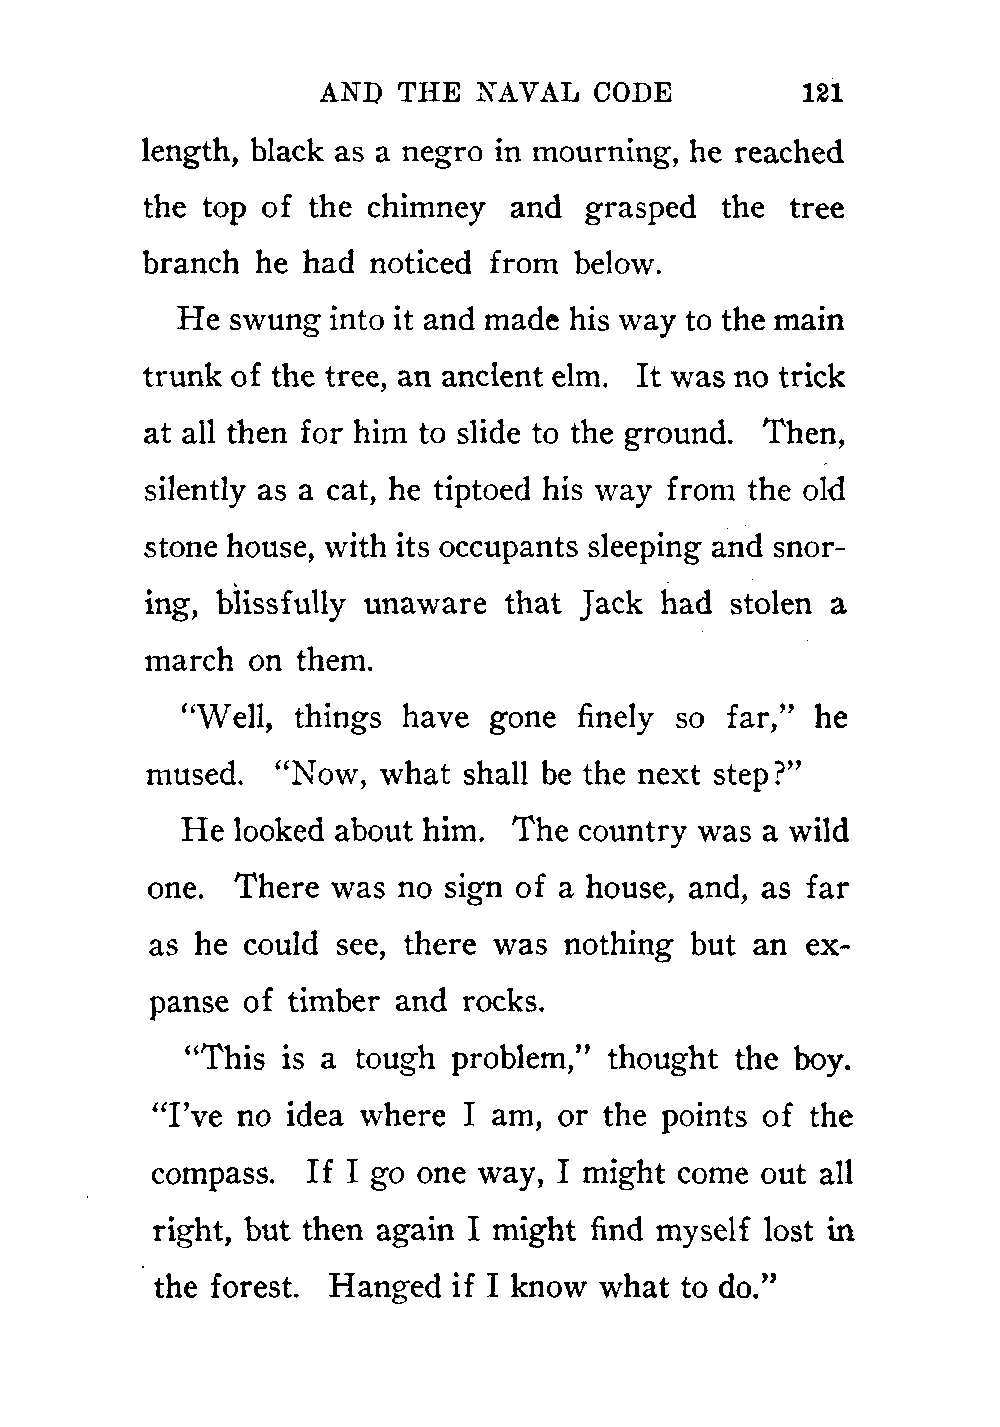 AND THE NAVAL CODE 121
length, black as a negro in mourning, he reached
the top of the chimney and grasped the tree
branch he had noticed from below.
He swung into it and made his way to the main
trunk of the tree, an ancient elm. It was no trick
at all then for him to slide to the ground. Then,
silently as a cat, he tiptoed his way from the old
stone house, with its occupants sleeping and snor-
ing, blissfully unaware that Jack had stolen a
march on them.
“Well, things have gone finely so far,” he
mused. “Now, what shall be the next step?”
He looked about him. The country was a wild
one. There was no sign of a house, and, as far
as he could see, there was nothing but an ex-
panse of timber and rocks.
“This is a tough problem,” thought the boy.
“I’ve no idea where I am, or the points of the
compass. If I go one way, I might come out all
right, but then again I might find myself lost in
the forest. Hanged if I know what to do.”